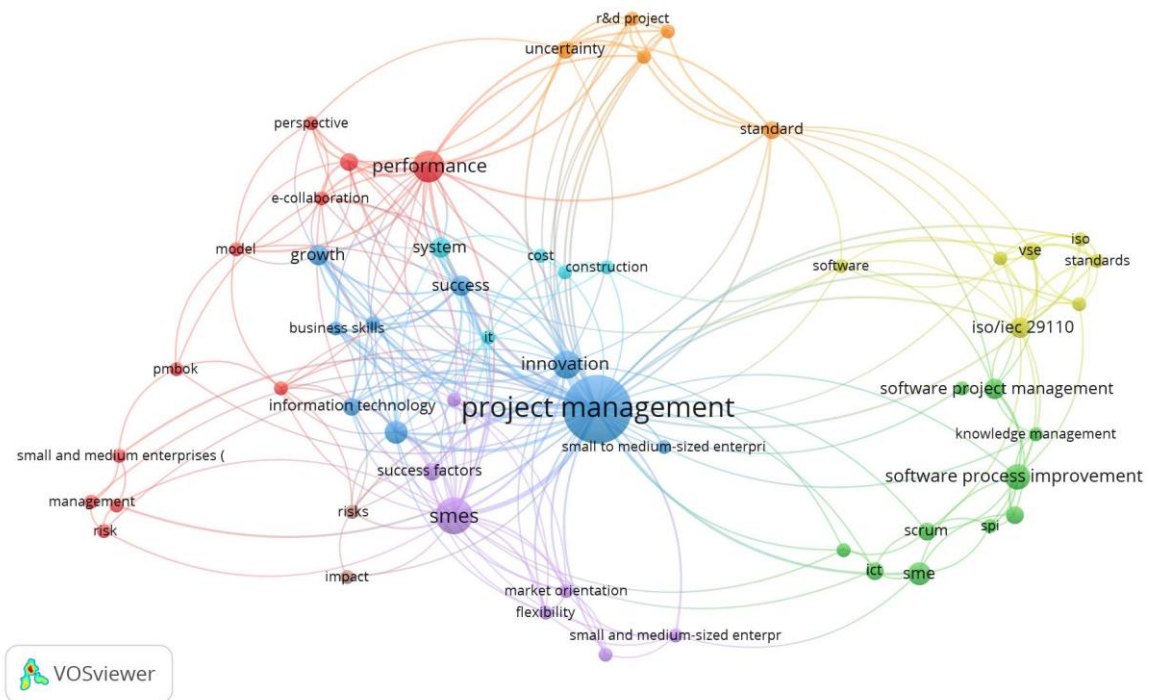 r&d project
uncertainty
perspective
standard
performance
e-collaboration
model
growth
system
cost
construction
success
software
vse
iso
standards
business skills
it
iso/iec 29110
innovation
pmbok
software project management
information technology
project management
knowledge management
small to medium-sized enterpri
small and medium enterprises (
success factors
software process improvement
management
risk
risks
smes
scrum
spi
impact
ict
sme
market orientation
flexibility
small and medium-sized enterpr
VOSviewer